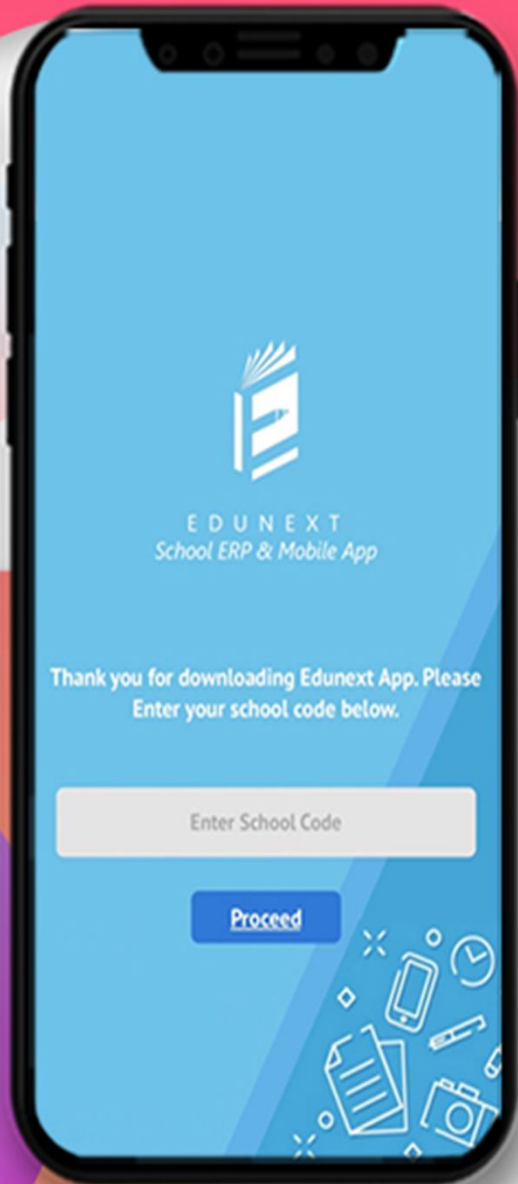 EDUNEXT
School ERP & Mobile App
Thank you for downloading Edunext App. Please
Enter your school code below.
Enter School Code
Proceed